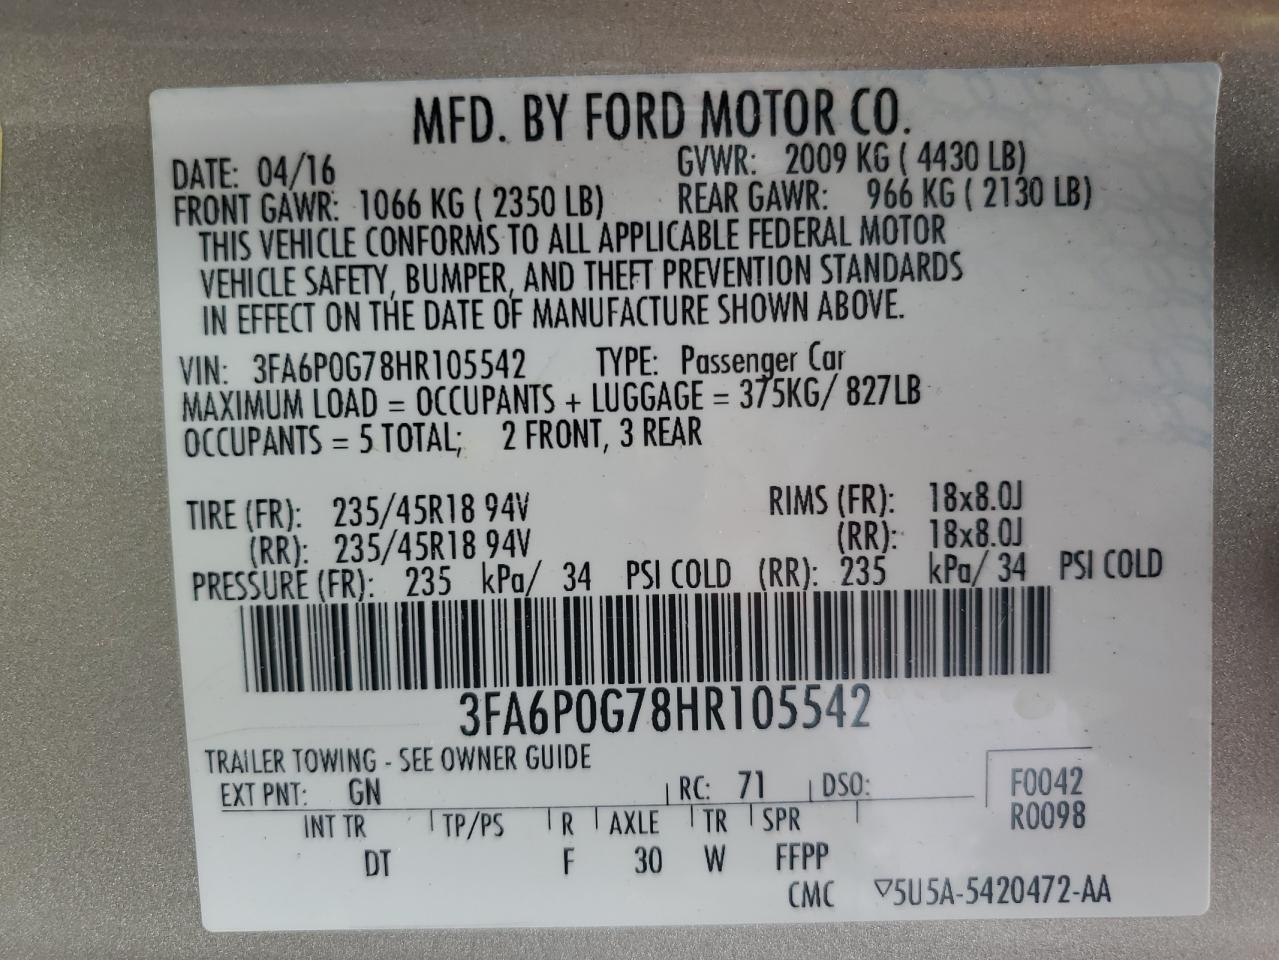 MFD. BY FORD MOTOR CO.
DATE: 04/16 GVWR: 2009 KG ( 4430 LB)
FRONT GAWR: 1066 KG ( 2350 LB) REAR GAWR: 966 KG ( 2130 LB)
THIS VEHICLE CONFORMS TO ALL APPLICABLE FEDERAL MOTOR
VEHICLE SAFETY, BUMPER, AND THEFT PREVENTION STANDARDS
IN EFFECT ON THE DATE OF MANUFACTURE SHOWN ABOVE.
VIN: 3FA6P0G78HR105542 TYPE: Passenger Car
MAXIMUM LOAD = OCCUPANTS + LUGGAGE = 375KG/ 827LB
OCCUPANTS = 5 TOTAL; 2 FRONT, 3 REAR
TIRE (FR): 235/45R18 94V RIMS (FR): 18x8.0J
(RR): 235/45R18 94V (RR): 18x8.0J
PRESSURE (FR): 235 kPa/ 34 PSI COLD (RR): 235 kPa/ 34 PSI COLD
3FA6P0G78HR105542
TRAILER TOWING - SEE OWNER GUIDE
EXT PNT: GN RC: 71 DSO: F0042
INT TR TP/PS R AXLE TR SPR R0098
DT F 30 W FFPP
CMC ▽5U5A-5420472-AA